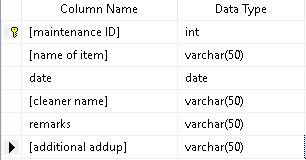 Column Name Data Type
[maintenance ID] int
[name of item] varchar(50)
date date
[cleaner name] varchar(50)
remarks varchar(50)
[additional addup] varchar(50)